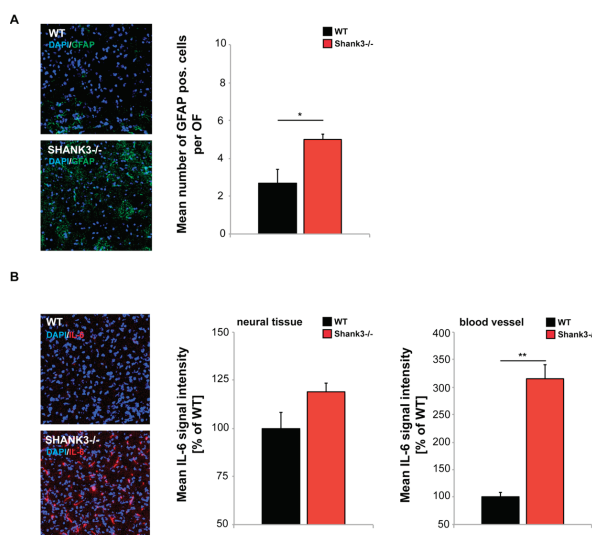 A
WT
DAPI/GFAP
SHANK3-/-
DAPI/GFAP
Mean number of GFAP pos. cells
per OF
10
8
6
4
2
0
*
WT
Shank3-/-
B
WT
DAPI/IL-6
SHANK3-/-
DAPI/IL-6
neural tissue
WT
Shank3-/-
Mean IL-6 signal intensity
[% of WT]
150
125
100
75
50
blood vessel
WT
Shank3-/
Mean IL-6 signal intensity
[% of WT]
400
350
300
250
200
150
100
50
**